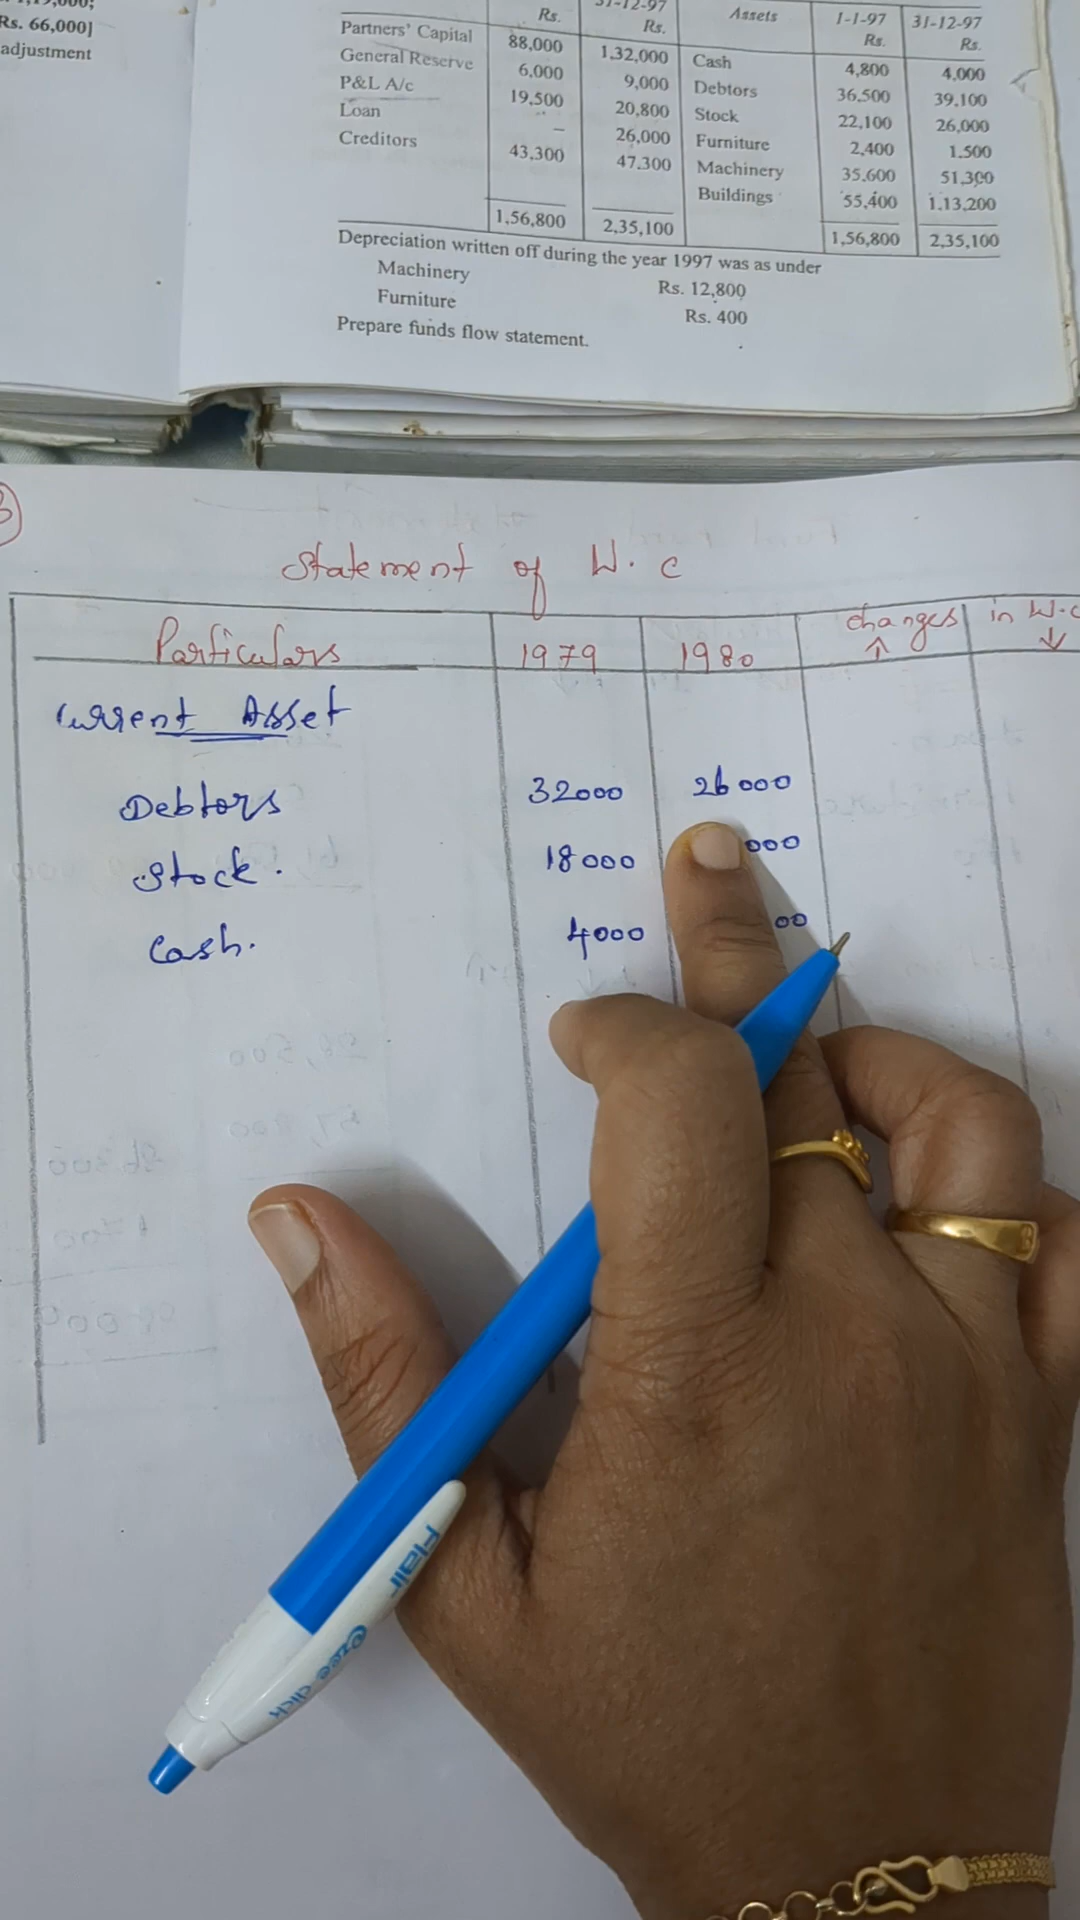 Rs. 66,000]
adjustment
Rs. 31-12-97 Assets 1-1-97 31-12-97
Rs. Rs. Rs.
Partners' Capital 88,000 1,32,000 Cash 4,800 4,000
General Reserve 6,000 9,000 Debtors 36,500 39,100
P&L A/c 19,500 20,800 Stock 22,100 26,000
Loan – 26,000 Furniture 2,400 1,500
Creditors 43,300 47,300 Machinery 35,600 51,300
Buildings 55,400 1,13,200
1,56,800 2,35,100 1,56,800 2,35,100
Depreciation written off during the year 1997 was as under
Machinery Rs. 12,800
Furniture Rs. 400
Prepare funds flow statement.
Statement of W. C
Particulars 1979 1980 changes in W.C
↑ ↓
Current Asset
Debtors 32000 26000
Stock. 18000 000
Cash. 4000 00
Flair
Ezee-click